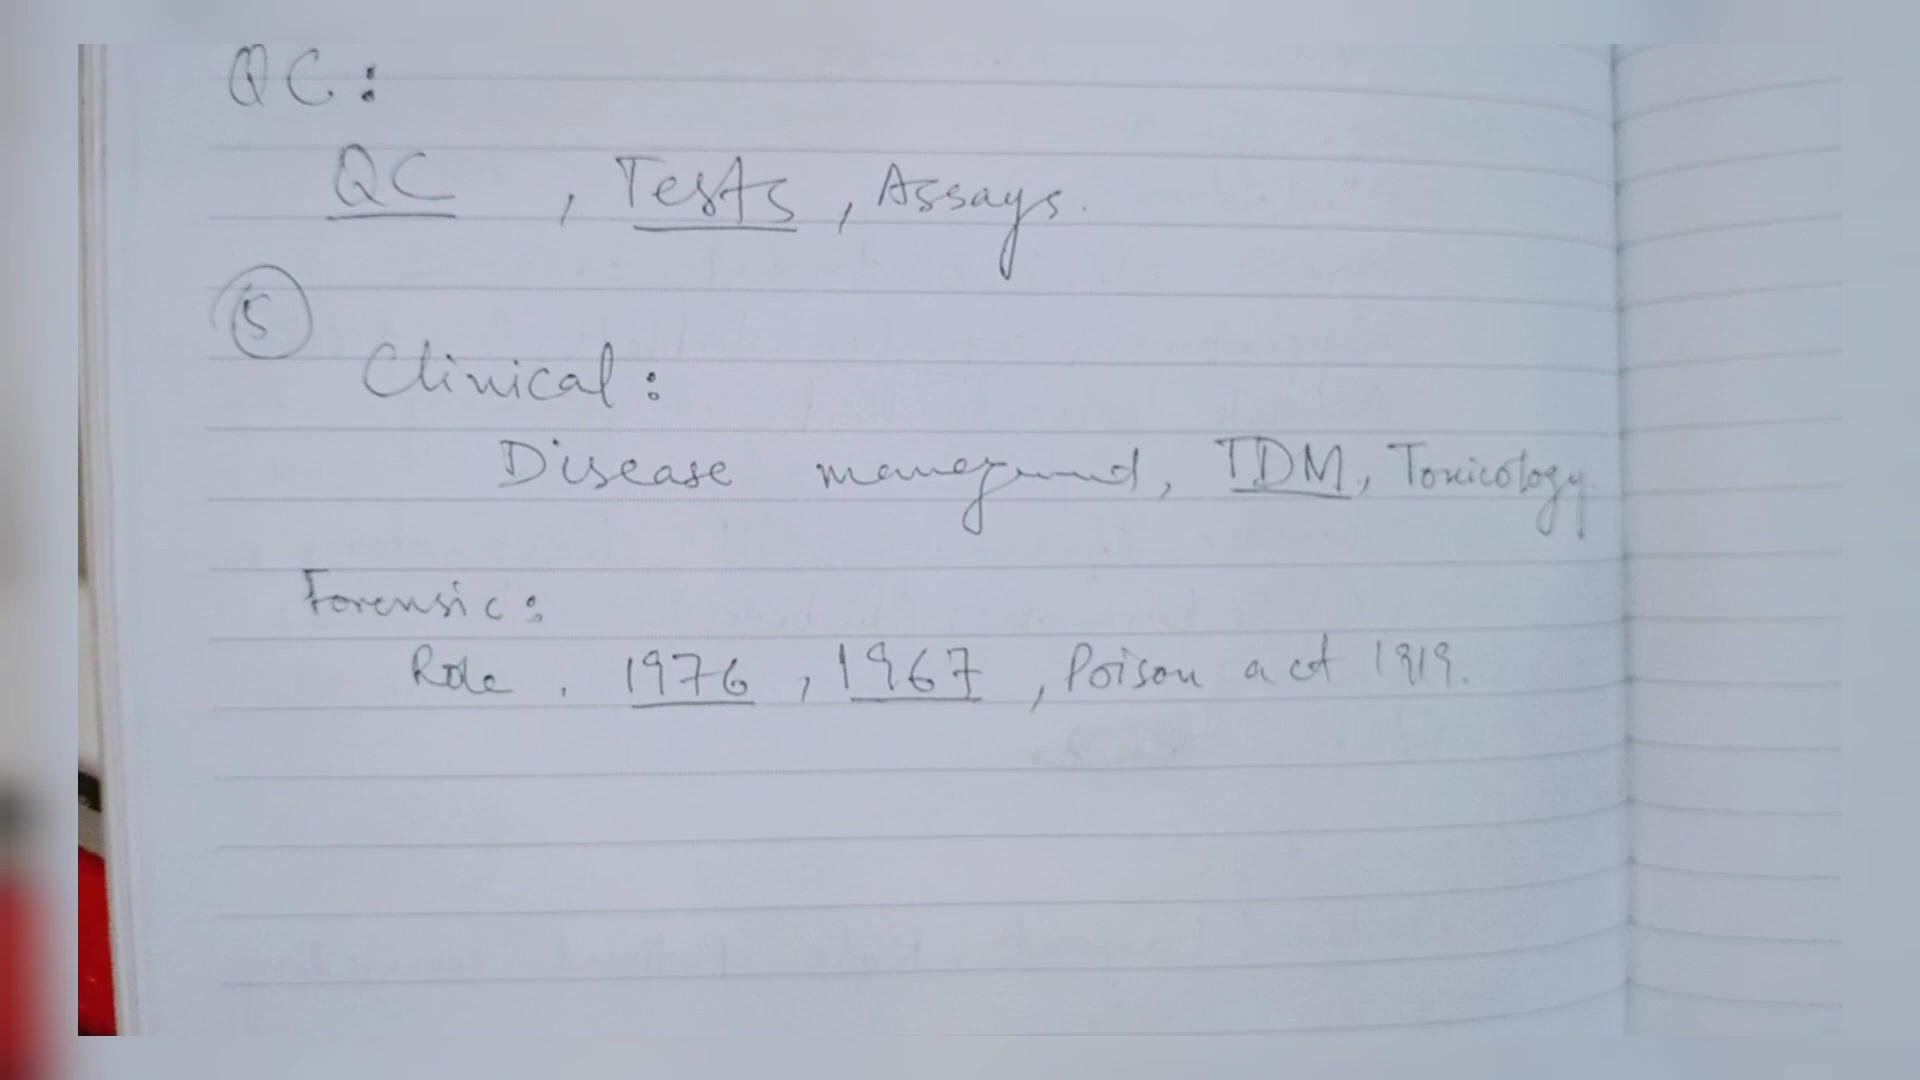 QC:
QC , Tests, Assays.
5
Clinical:
Disease management, TDM, Toxicology.
Forensic:
Role, 1976, 1967, Poison act 1919.